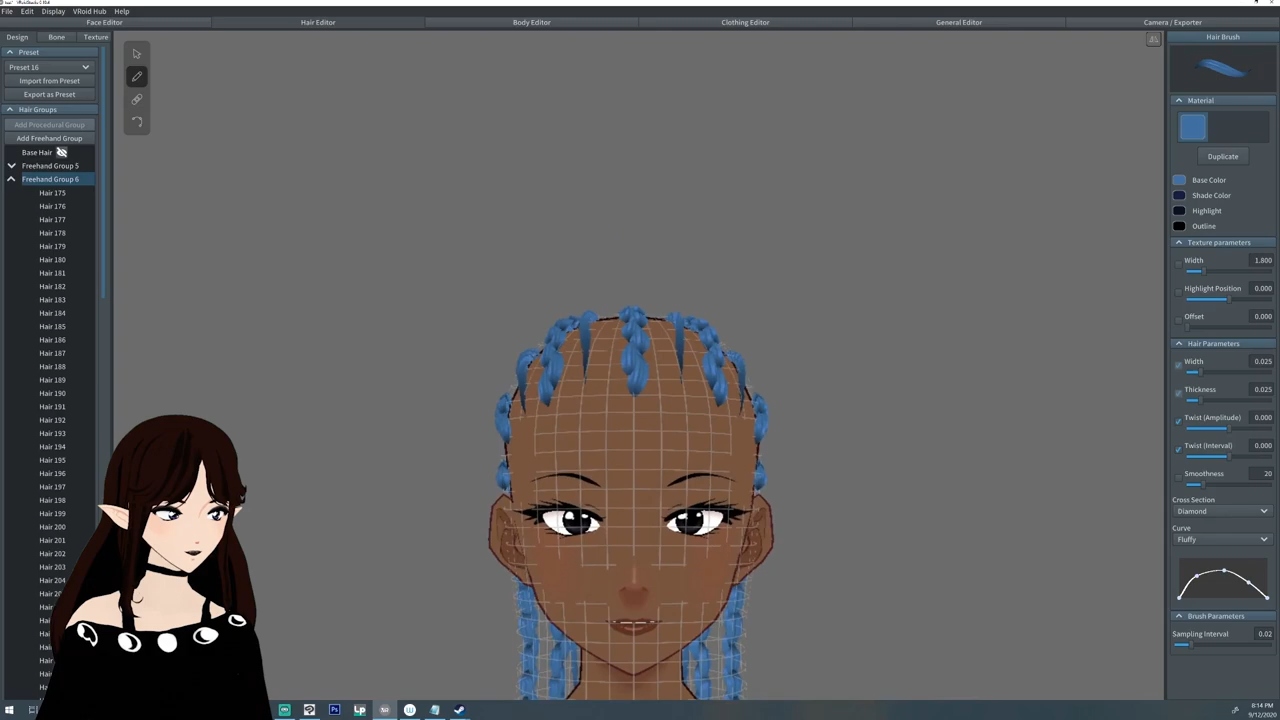 File Edit Display VRoid Hub Help
Face Editor Hair Editor Body Editor Clothing Editor General Editor Camera / Exporter
Design Bone Texture
Preset
Preset 16
Import from Preset
Export as Preset
Hair Groups
Add Procedural Group
Add Freehand Group
Base Hair
Freehand Group 5
Freehand Group 6
Hair 175
Hair 176
Hair 177
Hair 178
Hair 179
Hair 180
Hair 181
Hair 182
Hair 183
Hair 184
Hair 185
Hair 186
Hair 187
Hair 188
Hair 189
Hair 190
Hair 191
Hair 192
Hair 193
Hair 194
Hair 195
Hair 196
Hair 197
Hair 198
Hair 199
Hair 200
Hair 201
Hair 202
Hair 203
Hair 204
Hair Brush
Material
Duplicate
Base Color
Shade Color
Highlight
Outline
Texture parameters
Width 1.800
Highlight Position 0.000
Offset 0.000
Hair Parameters
Width 0.025
Thickness 0.025
Twist (Amplitude) 0.000
Twist (Interval) 0.000
Smoothness 20
Cross Section
Diamond
Curve
Fluffy
Brush Parameters
Sampling Interval 0.02
8:14 PM
9/12/2020